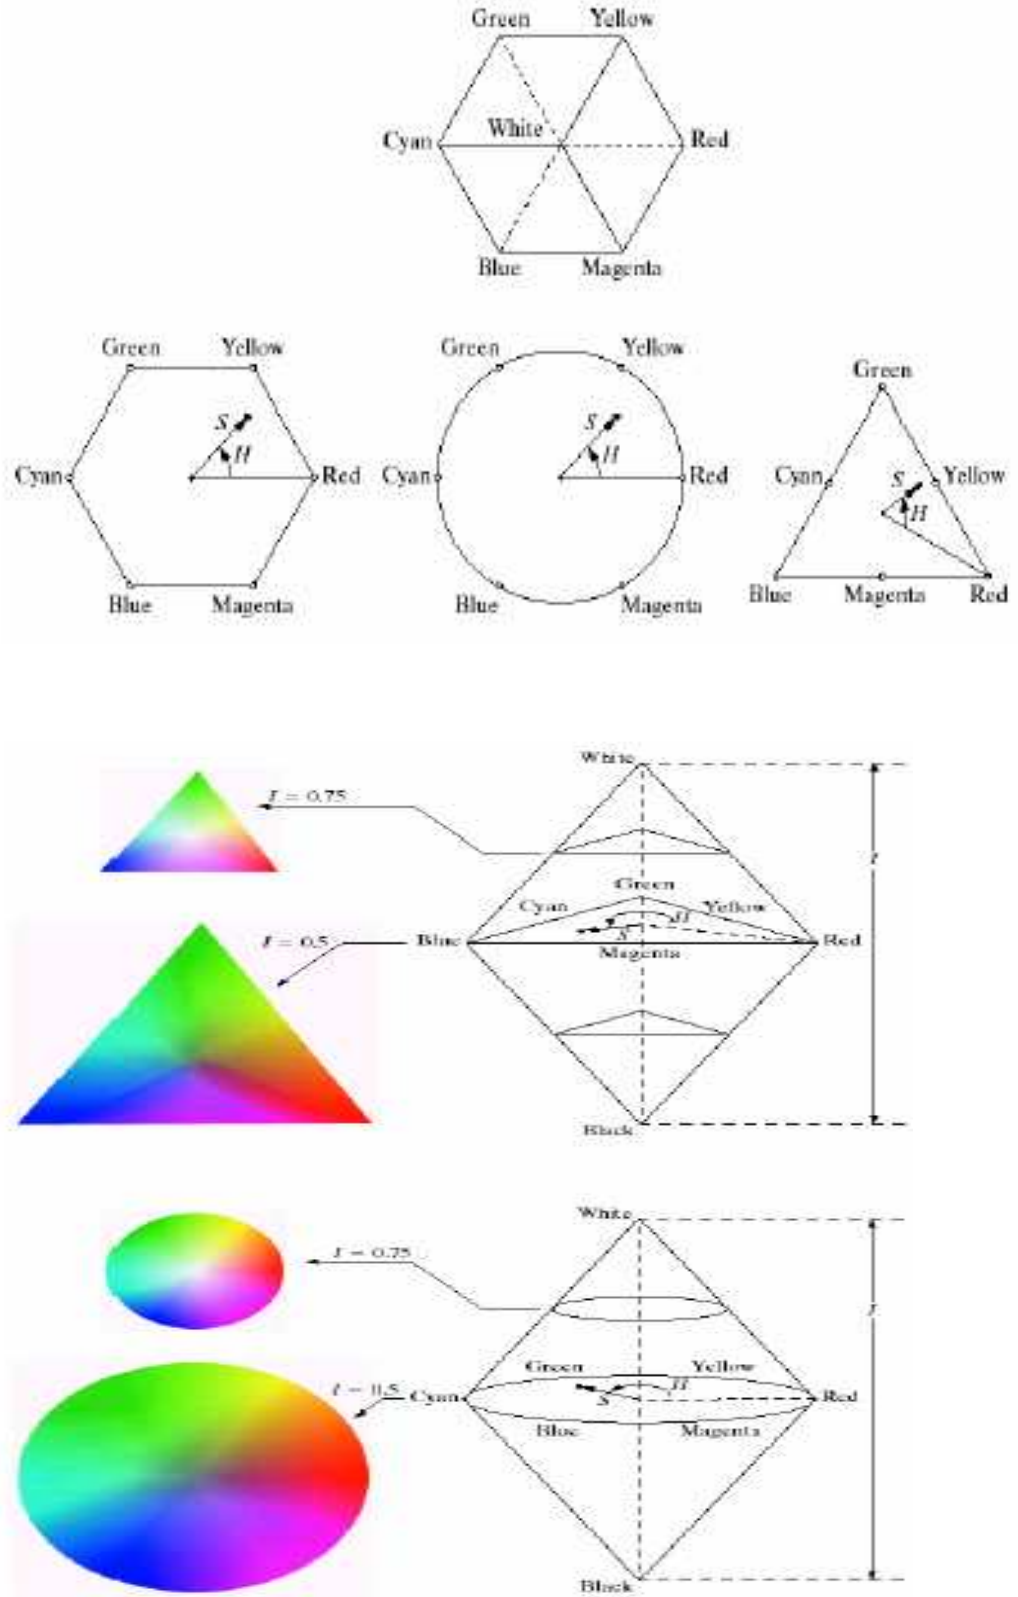 Green Yellow
Cyan White Red
Blue Magenta
Green Yellow Green Yellow
Green
S S
H H
Cyan Red Cyan Red Cyan S Yellow
H
Blue Magenta Blue Magenta Blue Magenta Red
White
I = 0.75
I
Green
Cyan Yellow
H
I = 0.5 Blue S Red
Magenta
Black
White
I = 0.75
I
Green Yellow
H
I = 0.5 Cyan S Red
Blue Magenta
Black